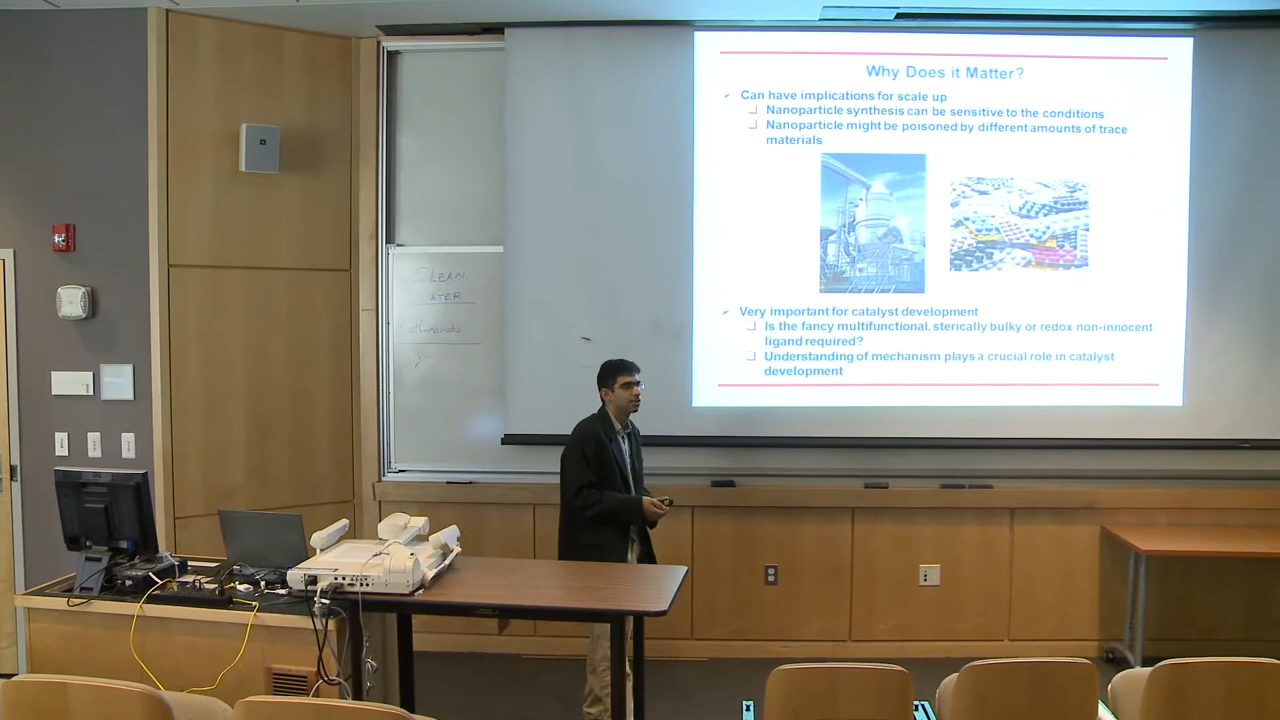 Why Does it Matter?
Can have implications for scale up
Nanoparticle synthesis can be sensitive to the conditions
Nanoparticle might be poisoned by different amounts of trace
materials
Very important for catalyst development
Is the fancy multifunctional, sterically bulky or redox non-innocent
ligand required?
Understanding of mechanism plays a crucial role in catalyst
development